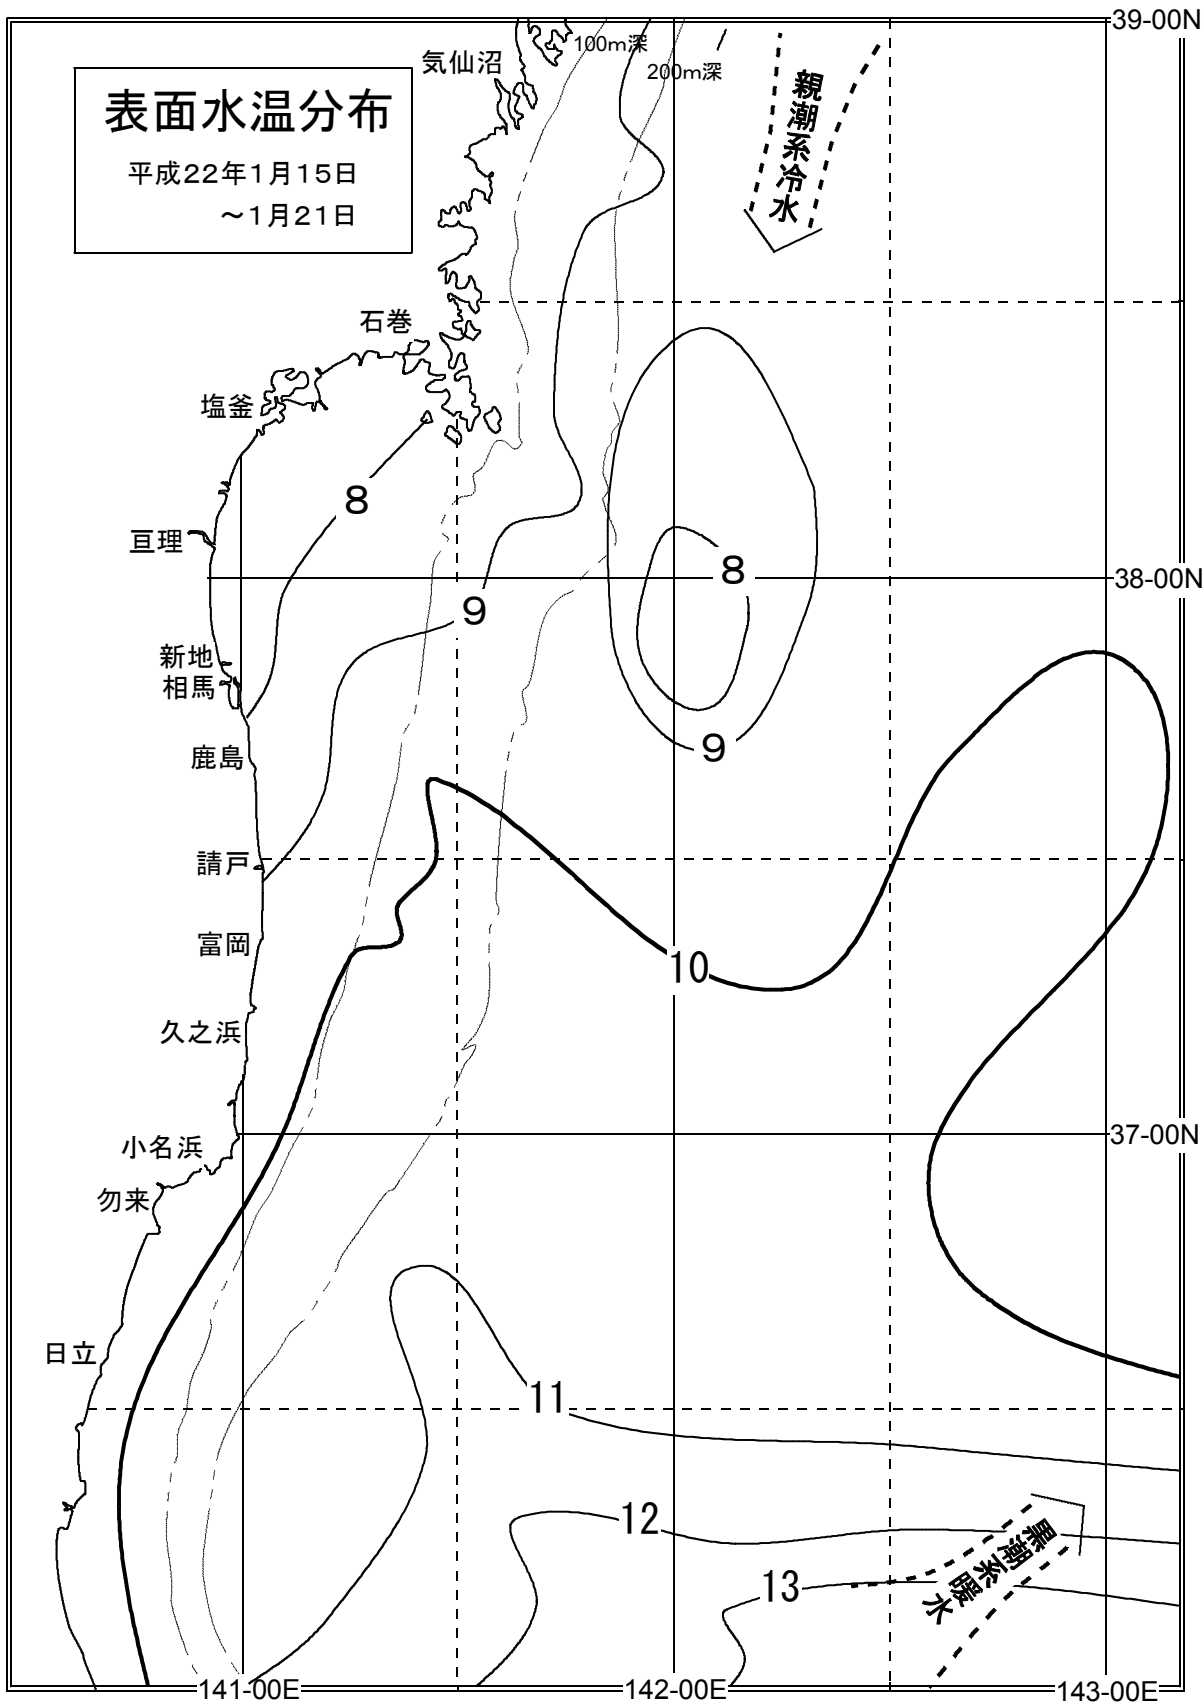 39-00N
100m深
200m深
気仙沼
表面水温分布
平成22年1月15日
～1月21日
親潮系冷水
石巻
塩釜
8
亘理
8
38-00N
9
新地
相馬
9
鹿島
請戸
富岡
10
久之浜
37-00N
小名浜
勿来
日立
11
12
黒潮系暖水
13
141-00E
142-00E
143-00E